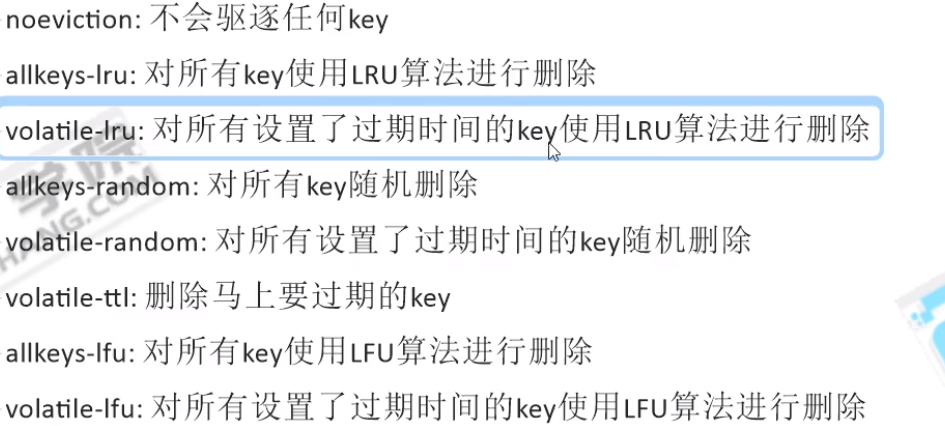 noeviction: 不会驱逐任何key
allkeys-lru: 对所有key使用LRU算法进行删除
volatile-lru: 对所有设置了过期时间的key使用LRU算法进行删除
allkeys-random: 对所有key随机删除
volatile-random: 对所有设置了过期时间的key随机删除
volatile-ttl: 删除马上要过期的key
allkeys-lfu: 对所有key使用LFU算法进行删除
volatile-lfu: 对所有设置了过期时间的key使用LFU算法进行删除
学院
HANG.COM